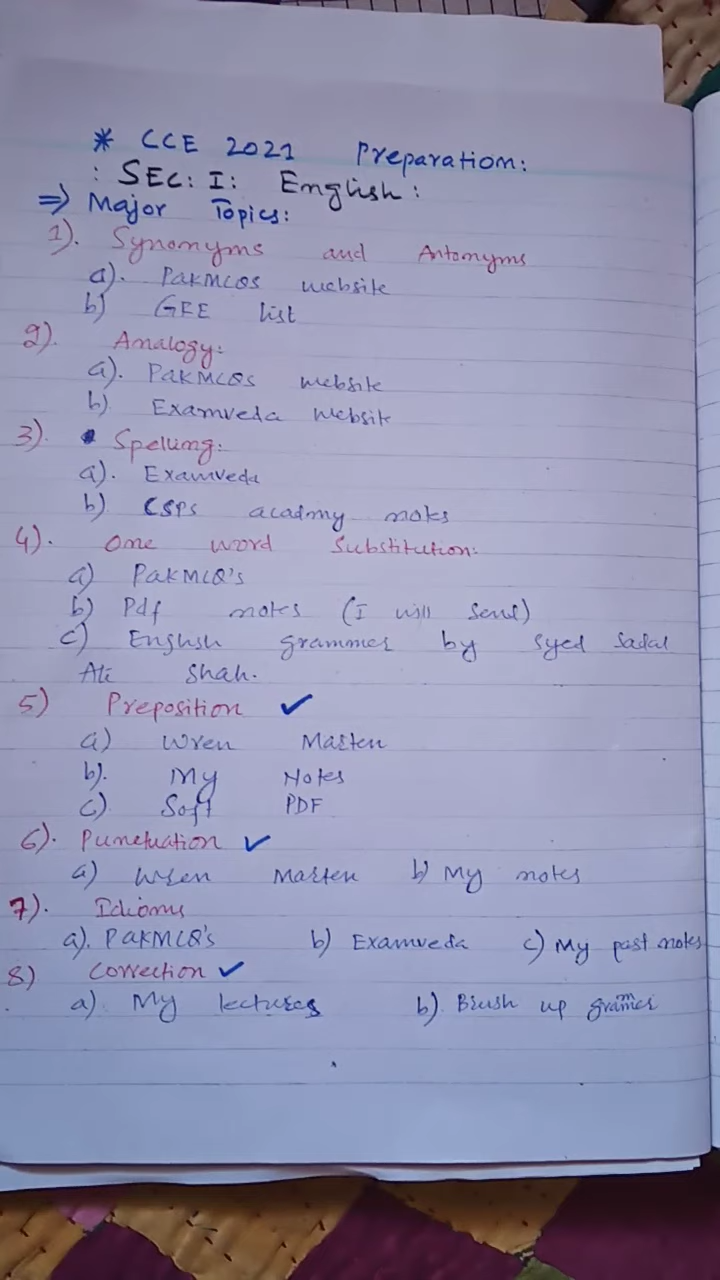 * CCE 2021 Preparation:
: SEC: I: English:
⇒ Major Topics:
1). Synonyms and Antonyms
a). PakMCQs website
b) GRE list
2). Analogy:
a). PakMCQs website
b) Examveda website
3). Spelling:
a). Examveda
b) CSPs acadmy notes
4). One word Substitution:
a) PakMCQ's
b) Pdf notes (I will send)
c) English grammer by Syed Sadal
Ali Shah.
5) Preposition ✓
a) Wren Marten
b). My Notes
c) Soft PDF
6). Punctuation ✓
a) Wren Marten b) My notes
7). Idioms
a). PAKMCQ's b) Examveda c) My past notes
8) Correction ✓
a). My lectures b). Brush up grammer